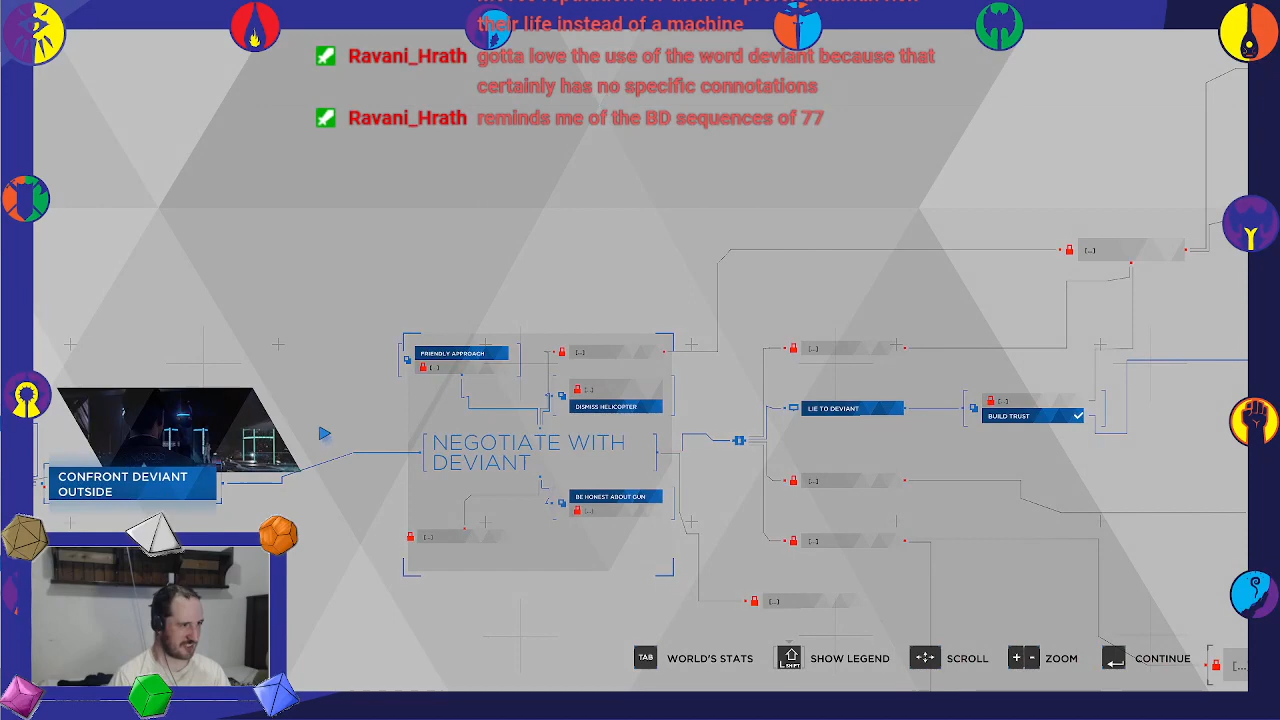 their life instead of a machine
Ravani_Hrath gotta love the use of the word deviant because that
certainly has no specific connotations
Ravani_Hrath reminds me of the BD sequences of 77
[...]
FRIENDLY APPROACH
[...]
[...]
[...]
DISMISS HELICOPTER
[...]
LIE TO DEVIANT
[...]
BUILD TRUST
NEGOTIATE WITH
DEVIANT
CONFRONT DEVIANT
OUTSIDE
BE HONEST ABOUT GUN
[...]
[...]
[...]
[...]
[...]
TAB WORLD'S STATS
L SHIFT SHOW LEGEND
SCROLL
+ - ZOOM
CONTINUE
[...